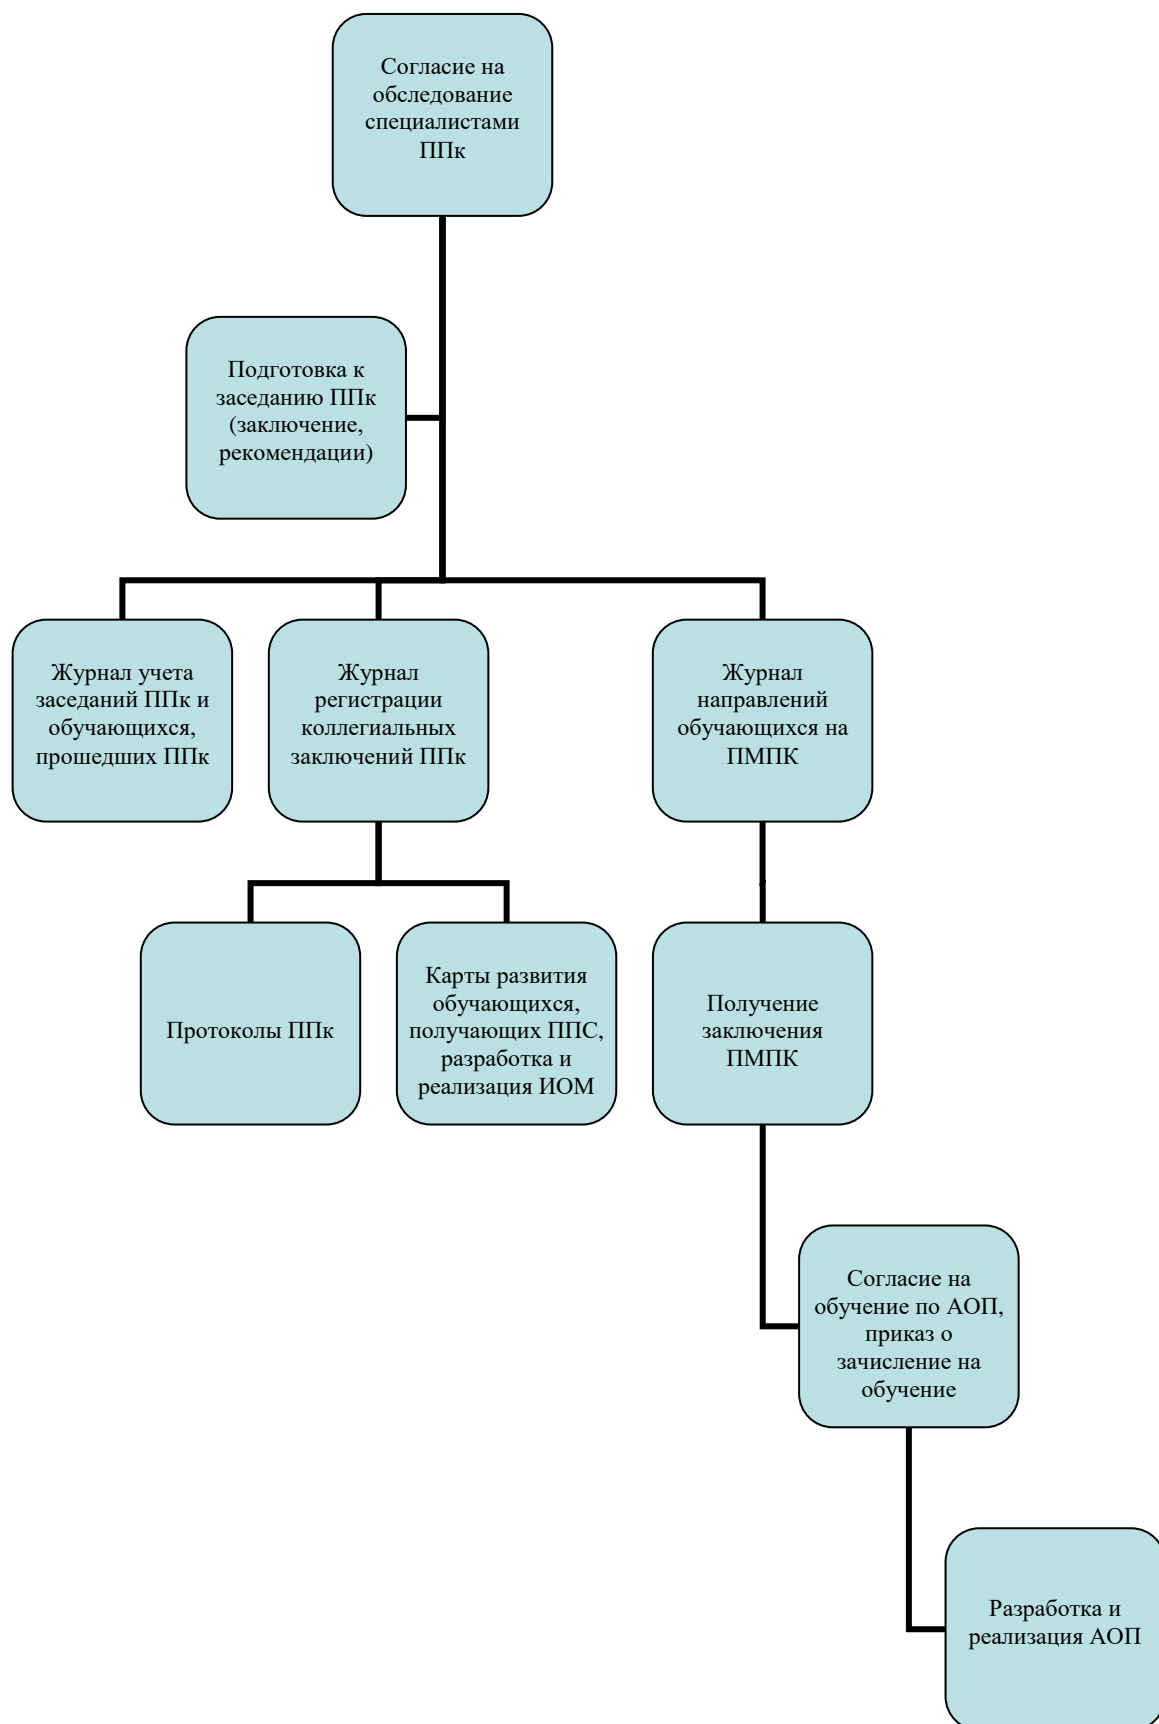 Согласие на
обследование
специалистами
ППк
Подготовка к
заседанию ППк
(заключение,
рекомендации)
Журнал учета
заседаний ППк и
обучающихся,
прошедших ППк
Журнал
регистрации
коллегиальных
заключений ППк
Журнал
направлений
обучающихся на
ПМПК
Протоколы ППк
Карты развития
обучающихся,
получающих ППС,
разработка и
реализация ИОМ
Получение
заключения
ПМПК
Согласие на
обучение по АОП,
приказ о
зачисление на
обучение
Разработка и
реализация АОП